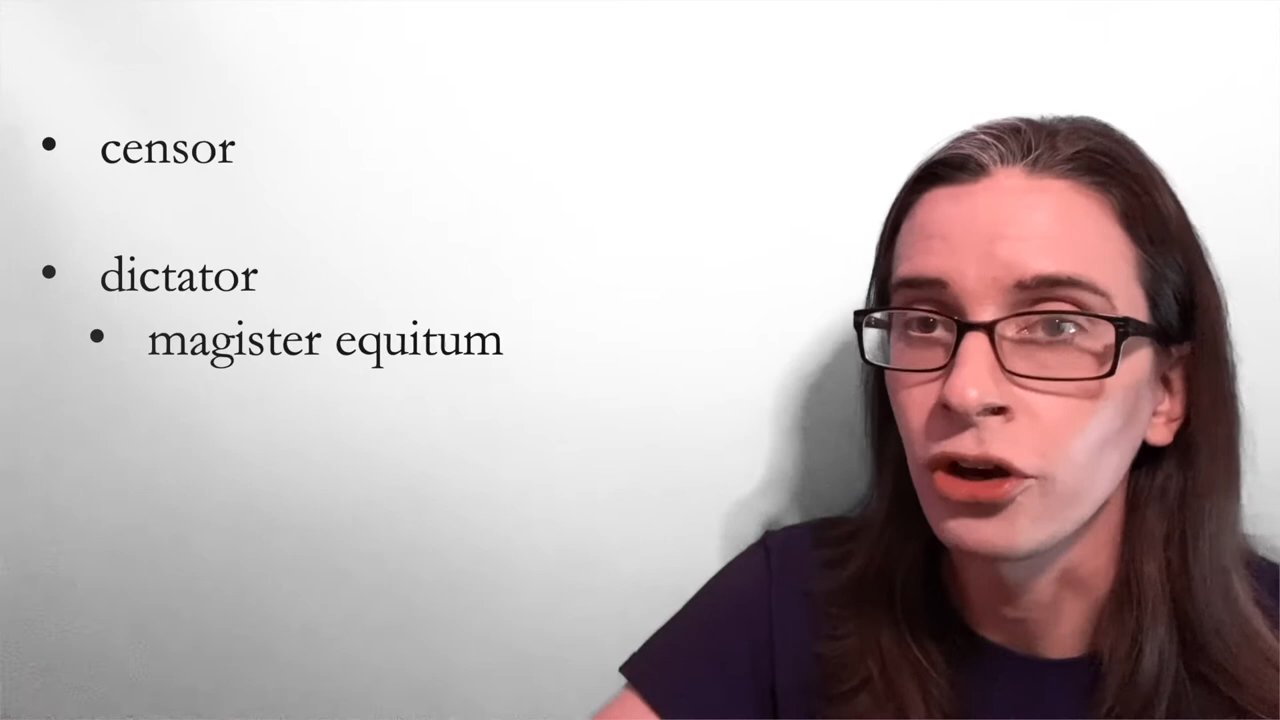 • censor
• dictator
• magister equitum